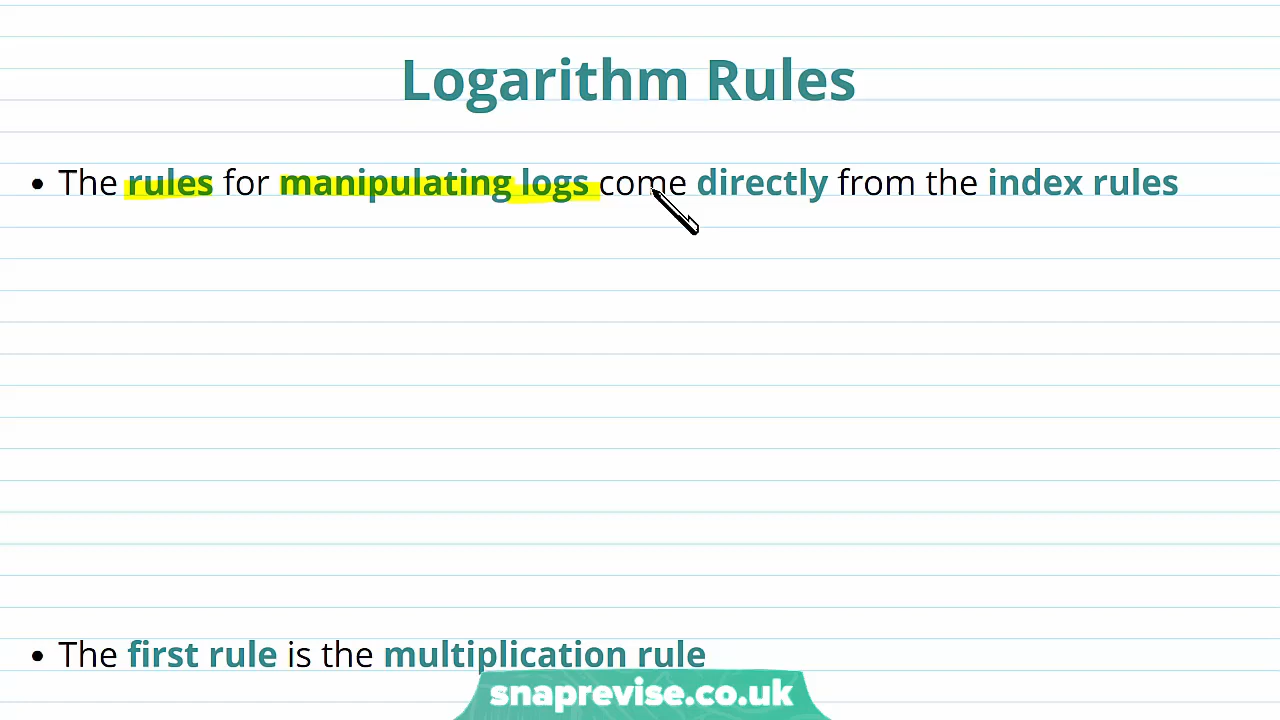 Logarithm Rules
• The rules for manipulating logs come directly from the index rules
• The first rule is the multiplication rule
snaprevise.co.uk